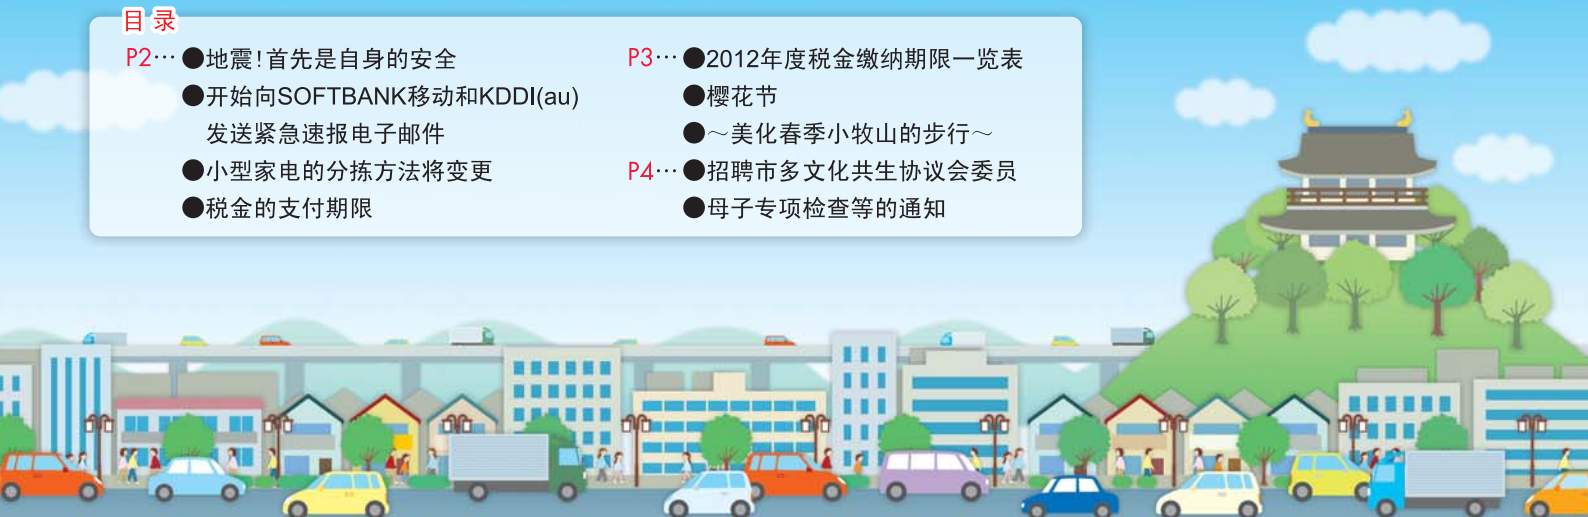 目录
P2…●地震!首先是自身的安全
●开始向SOFTBANK移动和KDDI(au)
发送紧急速报电子邮件
●小型家电的分拣方法将变更
●税金的支付期限
P3…●2012年度税金缴纳期限一览表
●樱花节
●～美化春季小牧山的步行～
P4…●招聘市多文化共生协议会委员
●母子专项检查等的通知